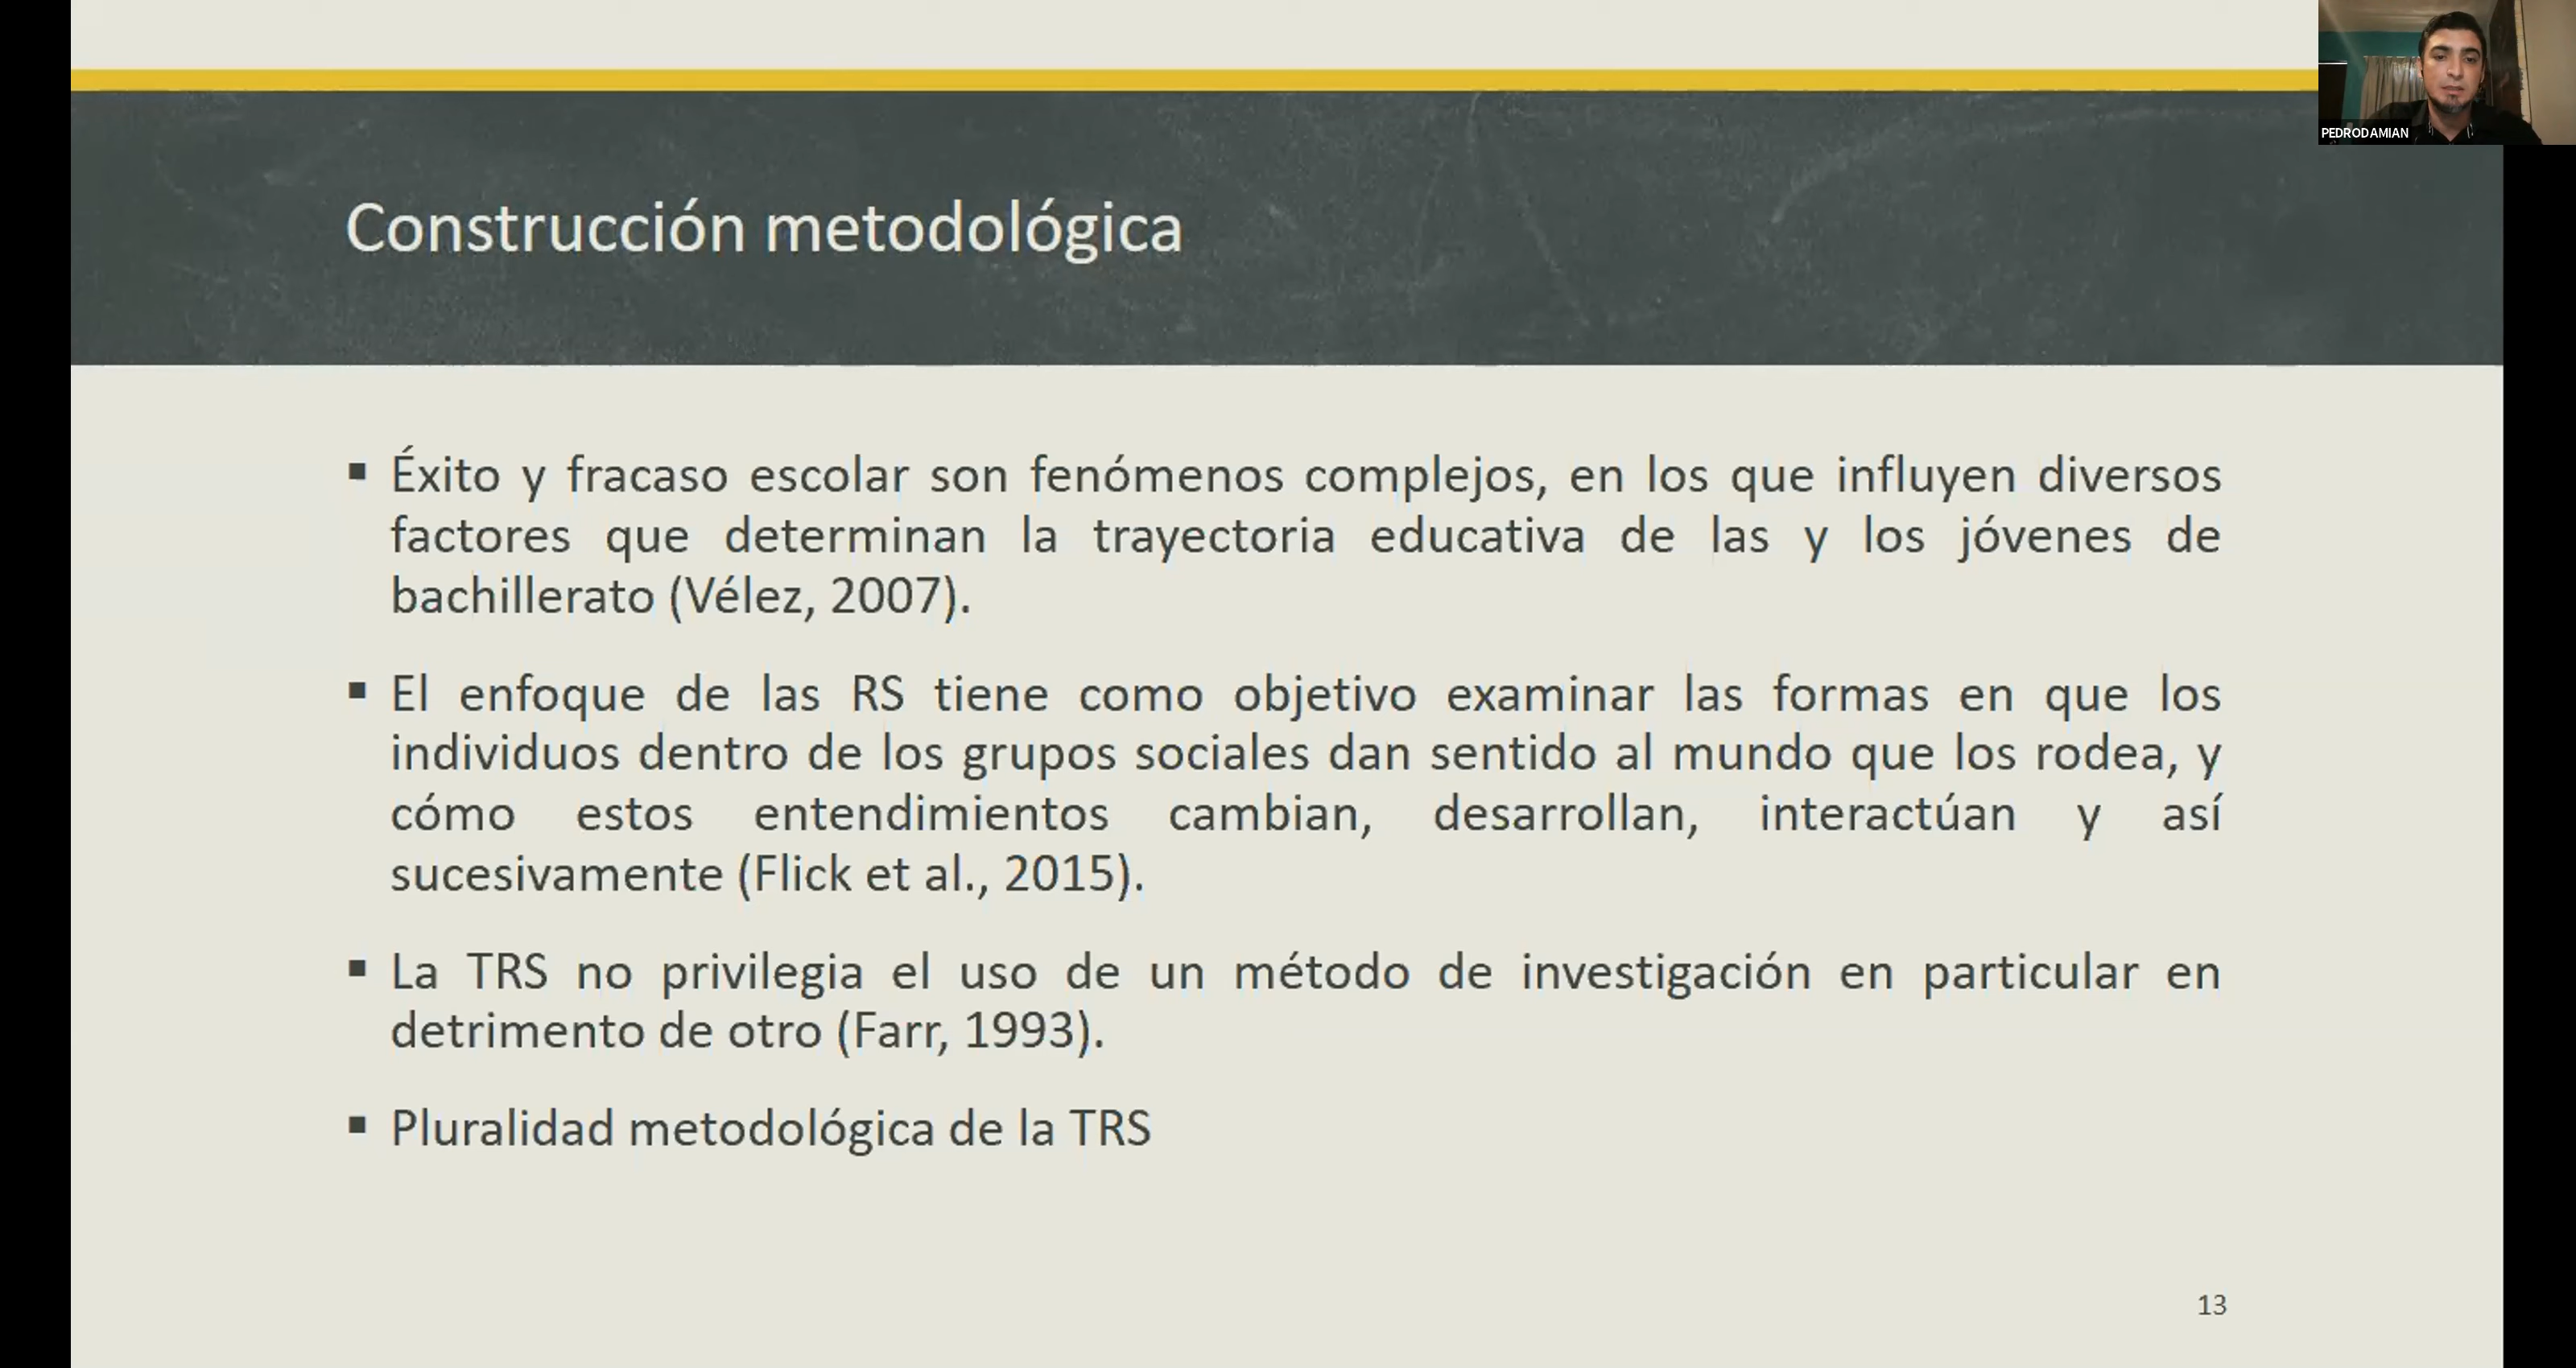 PEDRODAMIAN
Construcción metodológica
▪ Éxito y fracaso escolar son fenómenos complejos, en los que influyen diversos
factores que determinan la trayectoria educativa de las y los jóvenes de
bachillerato (Vélez, 2007).
▪ El enfoque de las RS tiene como objetivo examinar las formas en que los
individuos dentro de los grupos sociales dan sentido al mundo que los rodea, y
cómo estos entendimientos cambian, desarrollan, interactúan y así
sucesivamente (Flick et al., 2015).
▪ La TRS no privilegia el uso de un método de investigación en particular en
detrimento de otro (Farr, 1993).
▪ Pluralidad metodológica de la TRS
13